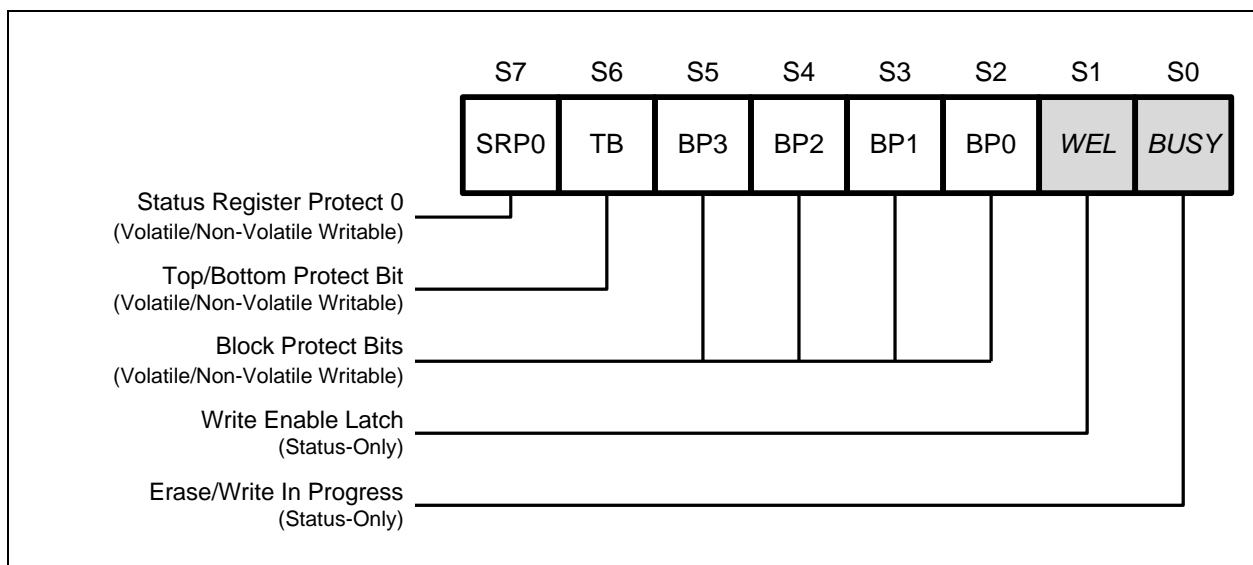 S7 S6 S5 S4 S3 S2 S1 S0
SRP0 TB BP3 BP2 BP1 BP0 WEL BUSY
Status Register Protect 0
(Volatile/Non-Volatile Writable)
Top/Bottom Protect Bit
(Volatile/Non-Volatile Writable)
Block Protect Bits
(Volatile/Non-Volatile Writable)
Write Enable Latch
(Status-Only)
Erase/Write In Progress
(Status-Only)